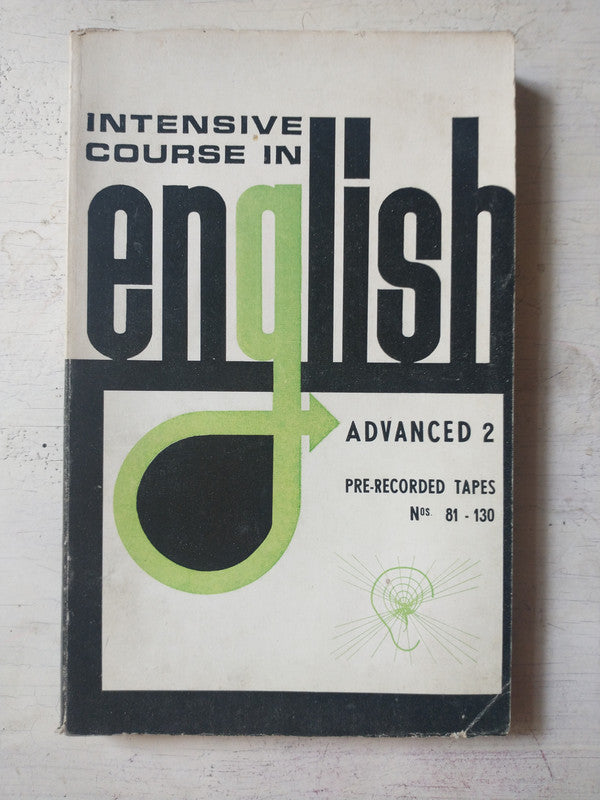 INTENSIVE
COURSE IN
english
ADVANCED 2
PRE-RECORDED TAPES
Nos. 81 - 130